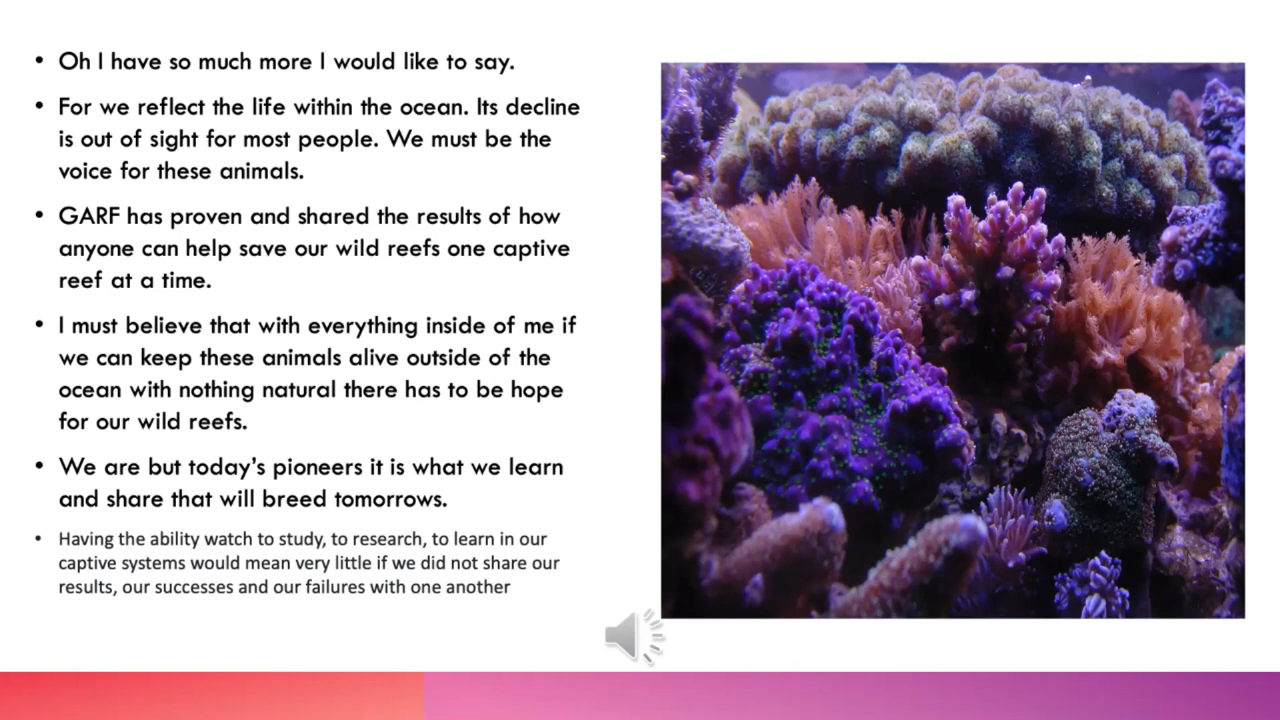 • Oh I have so much more I would like to say.
• For we reflect the life within the ocean. Its decline
is out of sight for most people. We must be the
voice for these animals.
• GARF has proven and shared the results of how
anyone can help save our wild reefs one captive
reef at a time.
• I must believe that with everything inside of me if
we can keep these animals alive outside of the
ocean with nothing natural there has to be hope
for our wild reefs.
• We are but today’s pioneers it is what we learn
and share that will breed tomorrows.
• Having the ability watch to study, to research, to learn in our
captive systems would mean very little if we did not share our
results, our successes and our failures with one another